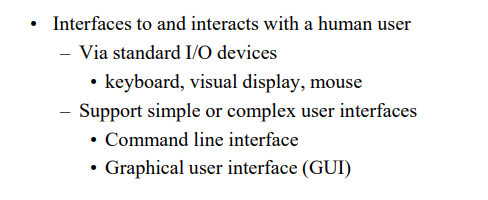 • Interfaces to and interacts with a human user
– Via standard I/O devices
• keyboard, visual display, mouse
– Support simple or complex user interfaces
• Command line interface
• Graphical user interface (GUI)